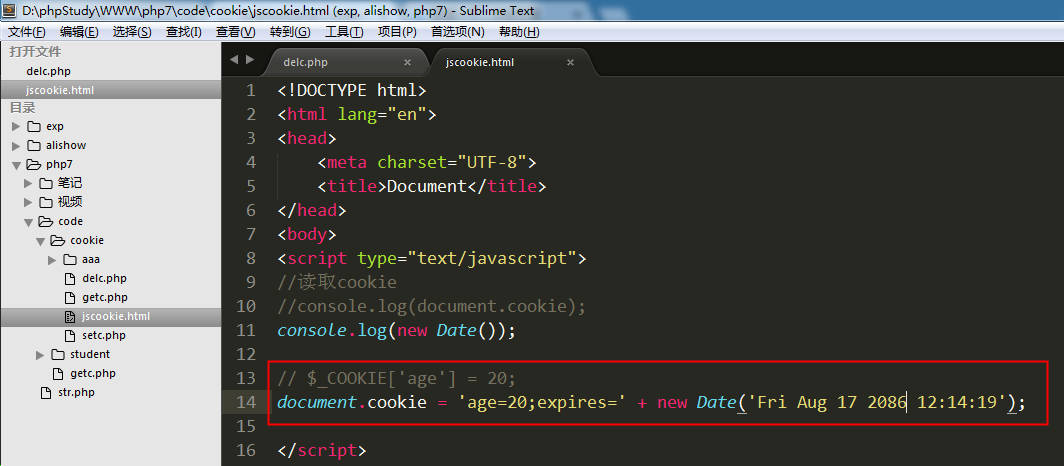 D:\phpStudy\WWW\php7\code\cookie\jscookie.html (exp, alishow, php7) - Sublime Text
文件(F) 编辑(E) 选择(S) 查找(I) 查看(V) 转到(G) 工具(T) 项目(P) 首选项(N) 帮助(H)
打开文件
delc.php
jscookie.html
目录
exp
alishow
php7
笔记
视频
code
cookie
aaa
delc.php
getc.php
jscookie.html
setc.php
student
getc.php
str.php
delc.php × jscookie.html ×
1 <!DOCTYPE html>
2 <html lang="en">
3 <head>
4 <meta charset="UTF-8">
5 <title>Document</title>
6 </head>
7 <body>
8 <script type="text/javascript">
9 //读取cookie
10 //console.log(document.cookie);
11 console.log(new Date());
12
13 // $_COOKIE['age'] = 20;
14 document.cookie = 'age=20;expires=' + new Date('Fri Aug 17 2086 12:14:19');
15
16 </script>